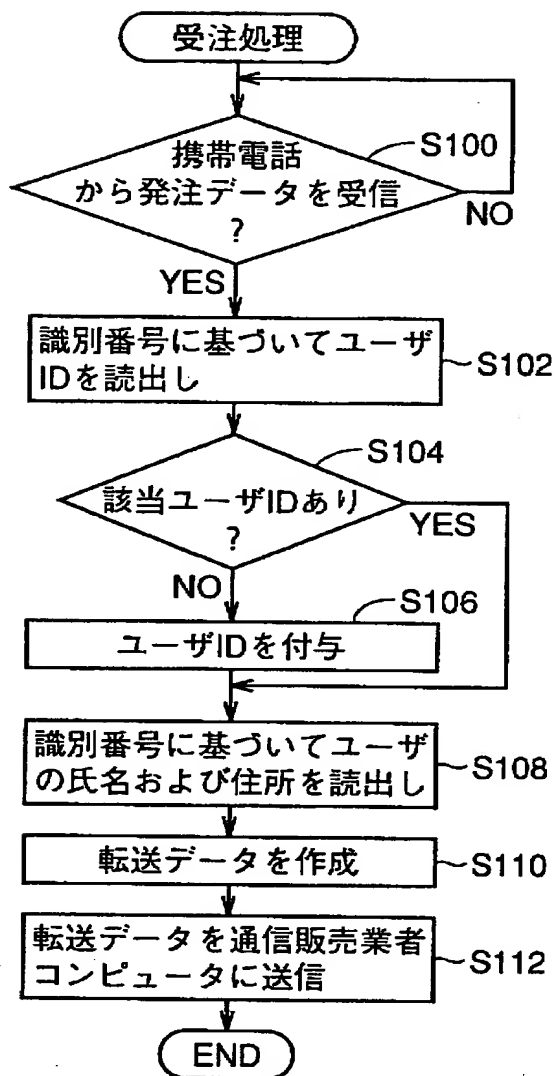 受注処理
携帯電話
から発注データを受信
?
S100
NO
YES
識別番号に基づいてユーザ
IDを読出し
S102
S104
該当ユーザIDあり
?
YES
NO
S106
ユーザIDを付与
識別番号に基づいてユーザ
の氏名および住所を読出し
S108
転送データを作成
S110
転送データを通信販売業者
コンピュータに送信
S112
END